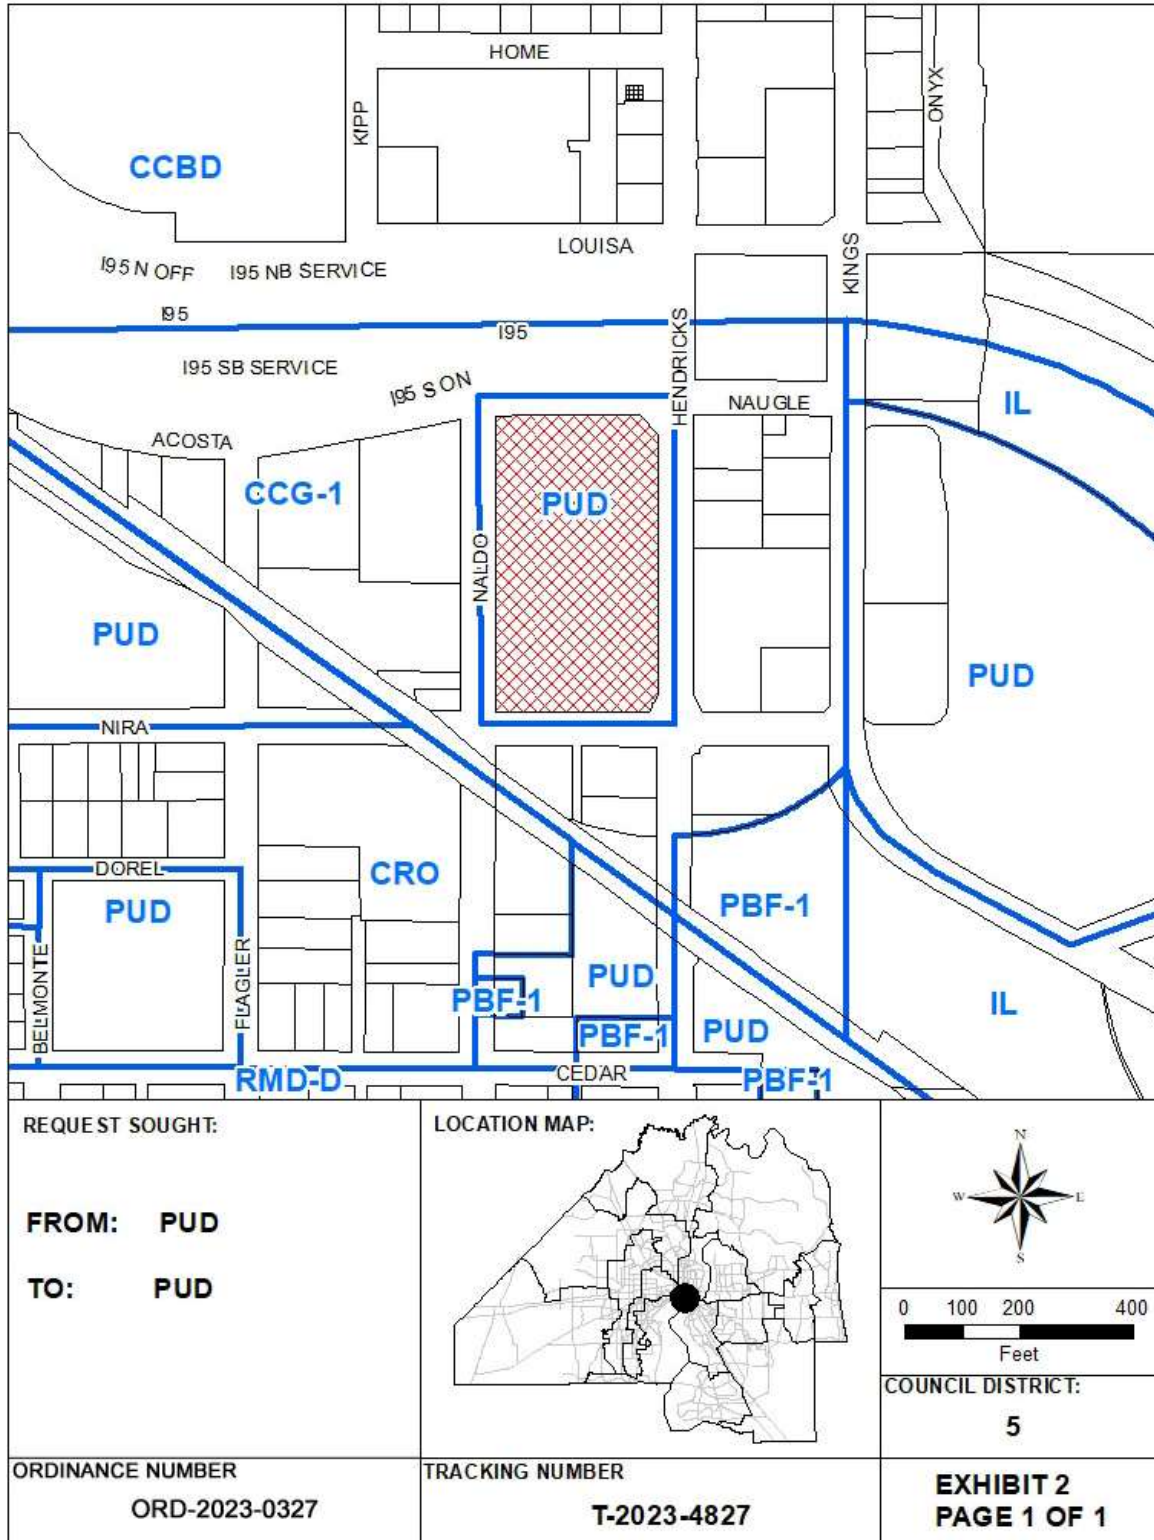 HOME
KIPP
ONYX
CCBD
LOUISA
KINGS
I95 N OFF
I95 NB SERVICE
I95
I95
HENDRICKS
I95 SB SERVICE
I95 S ON
NAUGLE
IL
ACOSTA
CCG-1
PUD
NALDO
PUD
PUD
NIRA
DOREL
CRO
PUD
PBF-1
BELMONTE
FLAGLER
PUD
PBF-1
IL
PBF-1
PUD
RMD-D
CEDAR
PBF-1
REQUEST SOUGHT:
FROM: PUD
TO: PUD
LOCATION MAP:
N
W E
S
0 100 200 400
Feet
COUNCIL DISTRICT:
5
ORDINANCE NUMBER
ORD-2023-0327
TRACKING NUMBER
T-2023-4827
EXHIBIT 2
PAGE 1 OF 1